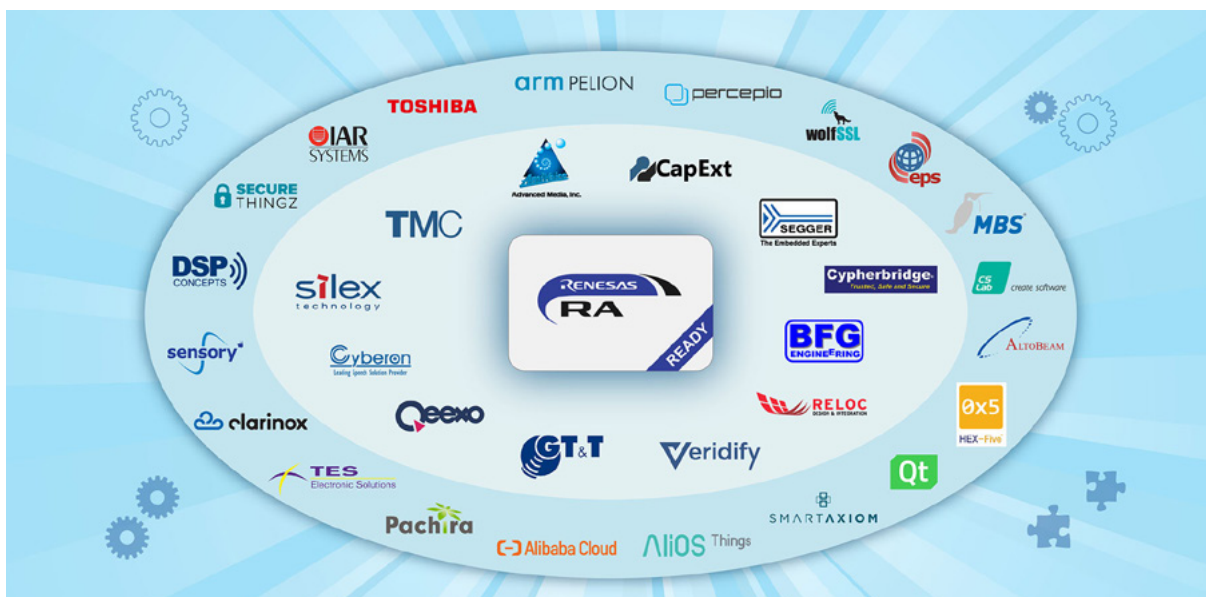 arm PELION
percepio
TOSHIBA
wolfSSL
IAR
SYSTEMS
eps
Advanced Media, Inc.
CapExt
SECURE
THINGZ
TMC
SEGGER
The Embedded Experts
MBS
DSP
CONCEPTS
silex
technology
RENESAS
RA
READY
Cypherbridge
Trusted, Safe and Secure
CS
Lab
create software
sensory
Cyberon
Leading Speech Solution Provider
BFG
ENGINEERING
ALTOBEAM
clarinox
Qeexo
RELOC
DESIGN & INTEGRATION
0x5
HEX-Five
GT&T
Veridify
TES
Electronic Solutions
Qt
Pachira
SMARTAXIOM
Alibaba Cloud
AliOS Things